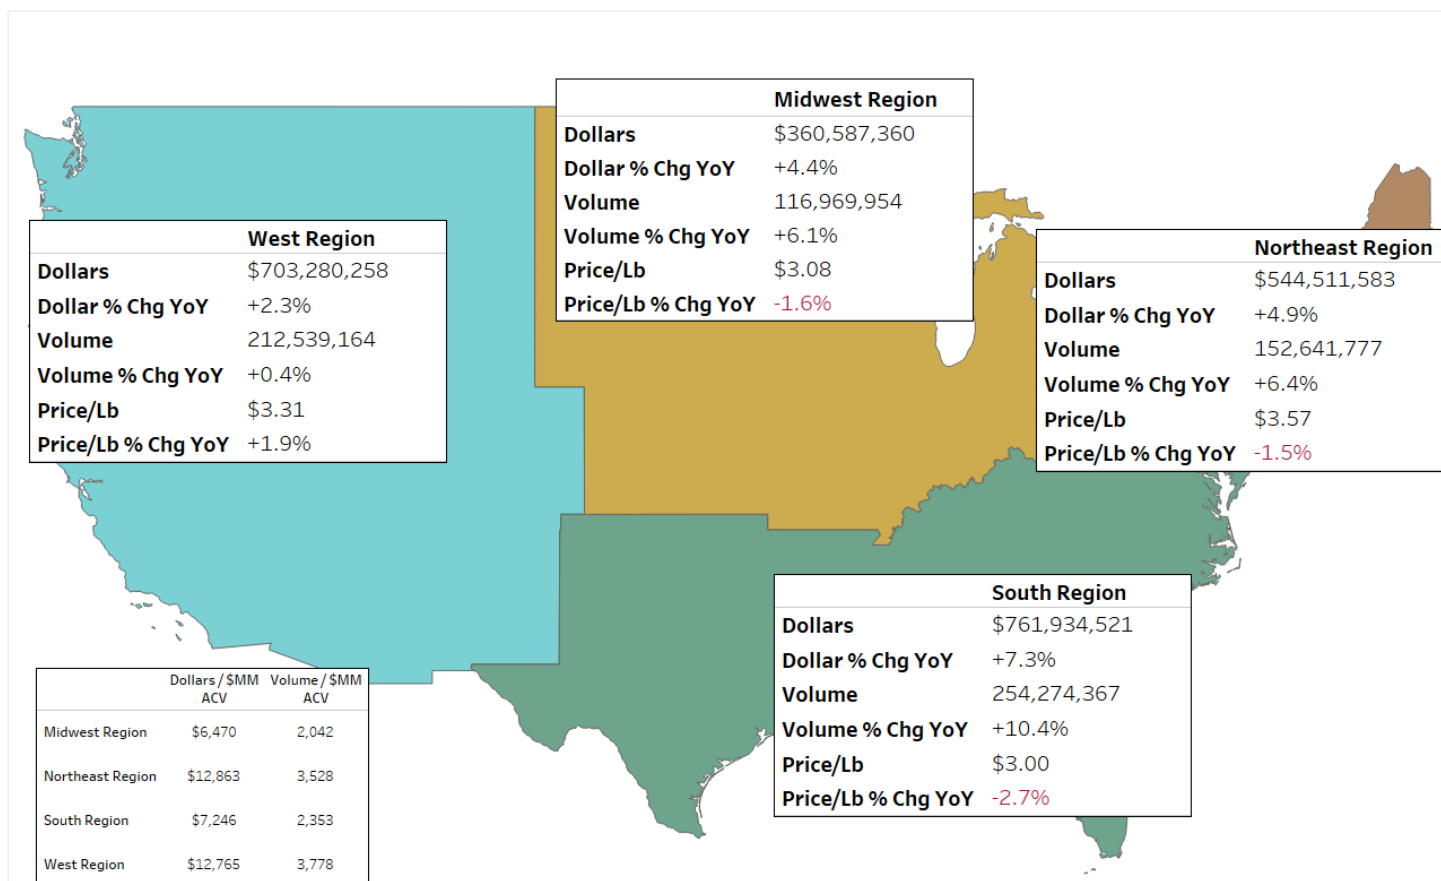 Midwest Region
Dollars $360,587,360
Dollar % Chg YoY +4.4%
Volume 116,969,954
Volume % Chg YoY +6.1%
Price/Lb $3.08
Price/Lb % Chg YoY -1.6%
West Region
Dollars $703,280,258
Dollar % Chg YoY +2.3%
Volume 212,539,164
Volume % Chg YoY +0.4%
Price/Lb $3.31
Price/Lb % Chg YoY +1.9%
Northeast Region
Dollars $544,511,583
Dollar % Chg YoY +4.9%
Volume 152,641,777
Volume % Chg YoY +6.4%
Price/Lb $3.57
Price/Lb % Chg YoY -1.5%
South Region
Dollars $761,934,521
Dollar % Chg YoY +7.3%
Volume 254,274,367
Volume % Chg YoY +10.4%
Price/Lb $3.00
Price/Lb % Chg YoY -2.7%
Dollars / $MM Volume / $MM
ACV ACV
Midwest Region $6,470 2,042
Northeast Region $12,863 3,528
South Region $7,246 2,353
West Region $12,765 3,778